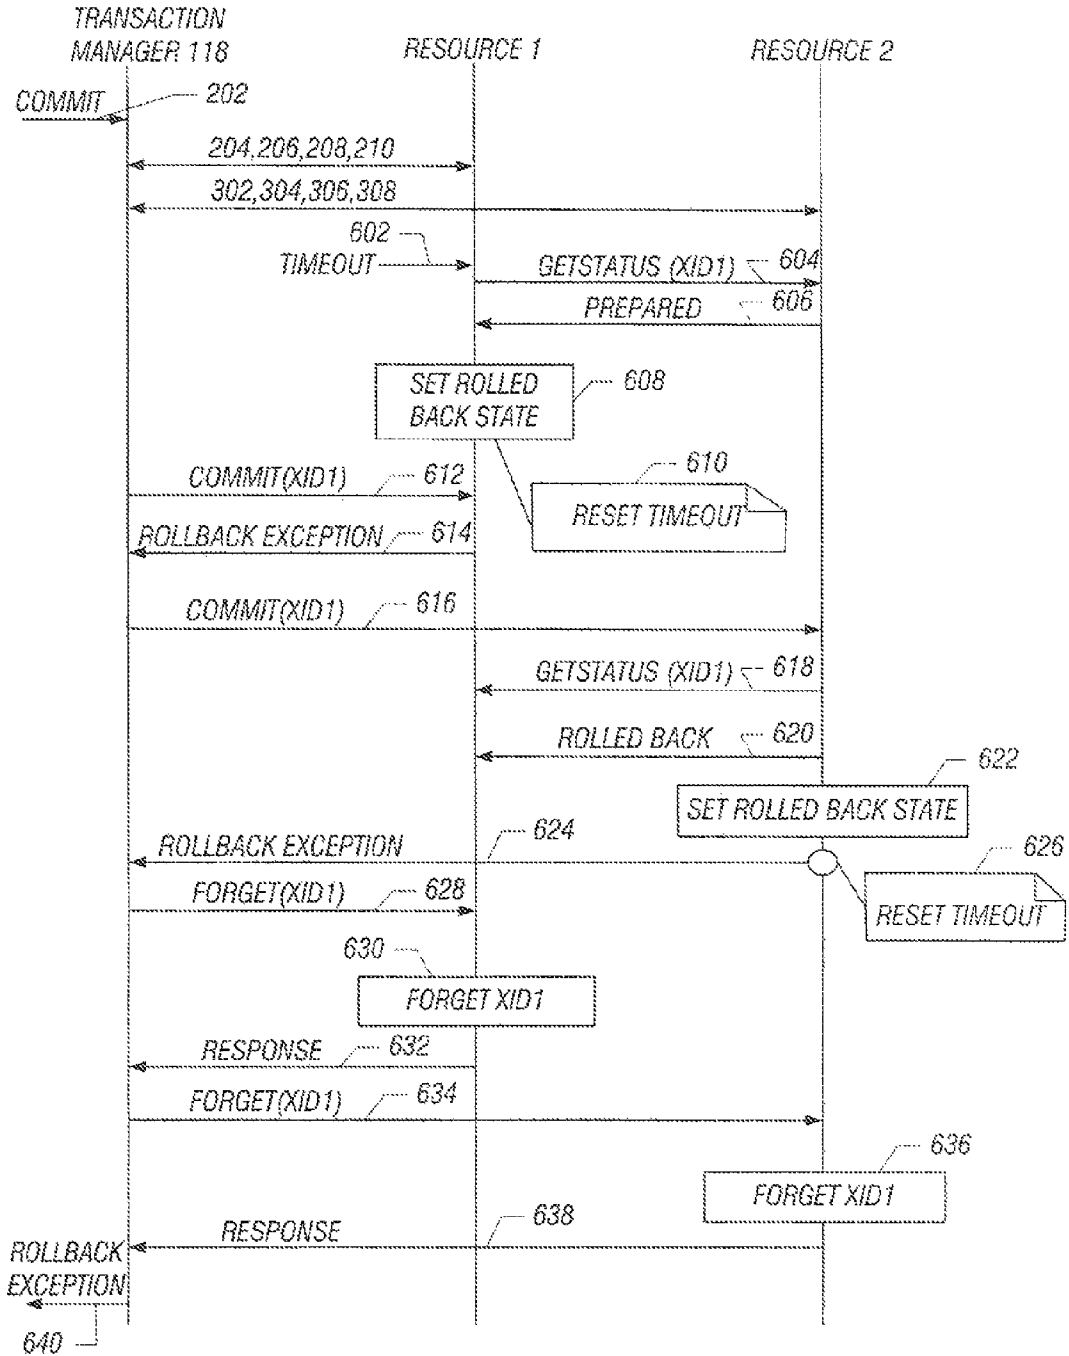 TRANSACTION
MANAGER 118
RESOURCE 1
RESOURCE 2
COMMIT
202
204,206,208,210
302,304,306,308
602
TIMEOUT
GETSTATUS (XID1)
604
PREPARED
606
SET ROLLED
BACK STATE
608
COMMIT(XID1)
612
610
RESET TIMEOUT
ROLLBACK EXCEPTION
614
COMMIT(XID1)
616
GETSTATUS (XID1)
618
ROLLED BACK
620
622
SET ROLLED BACK STATE
ROLLBACK EXCEPTION
624
626
RESET TIMEOUT
FORGET(XID1)
628
630
FORGET XID1
RESPONSE
632
FORGET(XID1)
634
636
FORGET XID1
RESPONSE
638
ROLLBACK
EXCEPTION
640